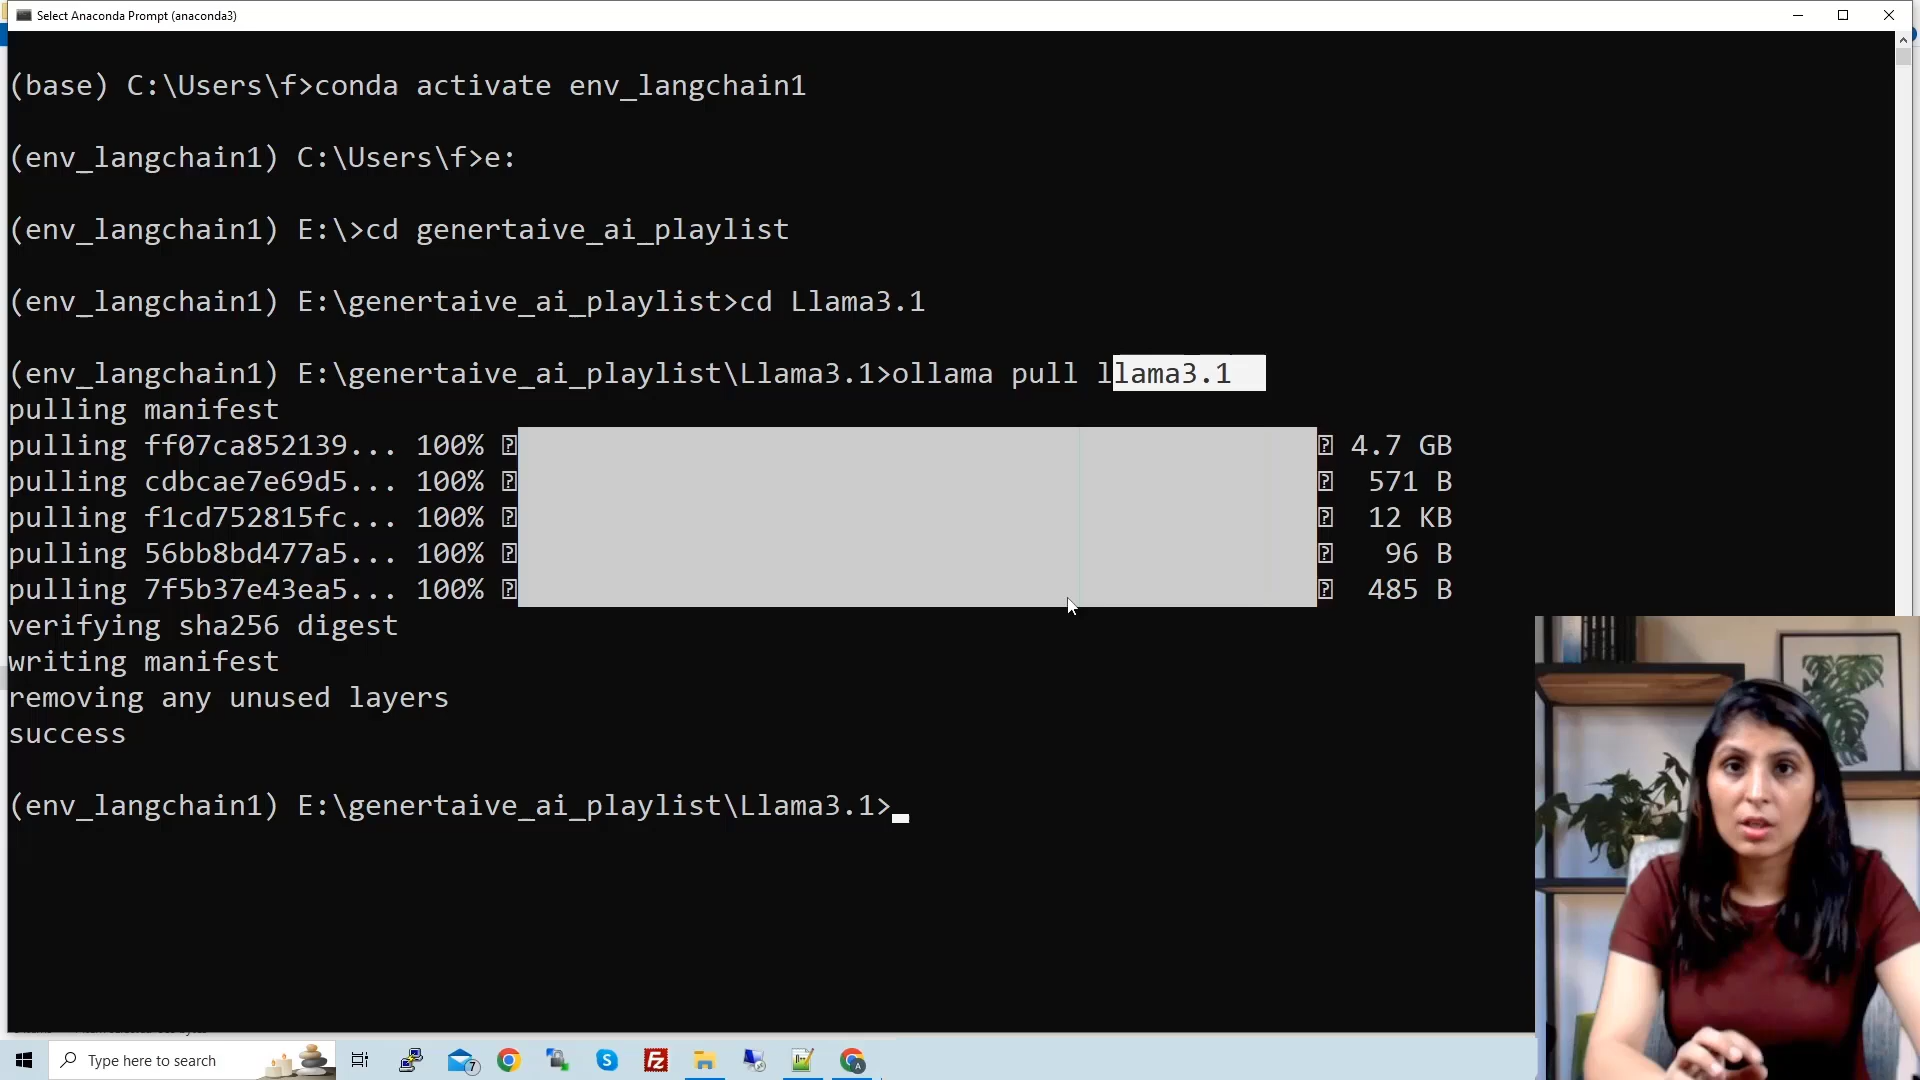 Select Anaconda Prompt (anaconda3)
(base) C:\Users\f>conda activate env_langchain1
(env_langchain1) C:\Users\f>e:
(env_langchain1) E:\>cd genertaive_ai_playlist
(env_langchain1) E:\genertaive_ai_playlist>cd Llama3.1
(env_langchain1) E:\genertaive_ai_playlist\Llama3.1>ollama pull llama3.1
pulling manifest
pulling ff07ca852139... 100% 4.7 GB
pulling cdbcae7e69d5... 100% 571 B
pulling f1cd752815fc... 100% 12 KB
pulling 56bb8bd477a5... 100% 96 B
pulling 7f5b37e43ea5... 100% 485 B
verifying sha256 digest
writing manifest
removing any unused layers
success
(env_langchain1) E:\genertaive_ai_playlist\Llama3.1>
Type here to search
7